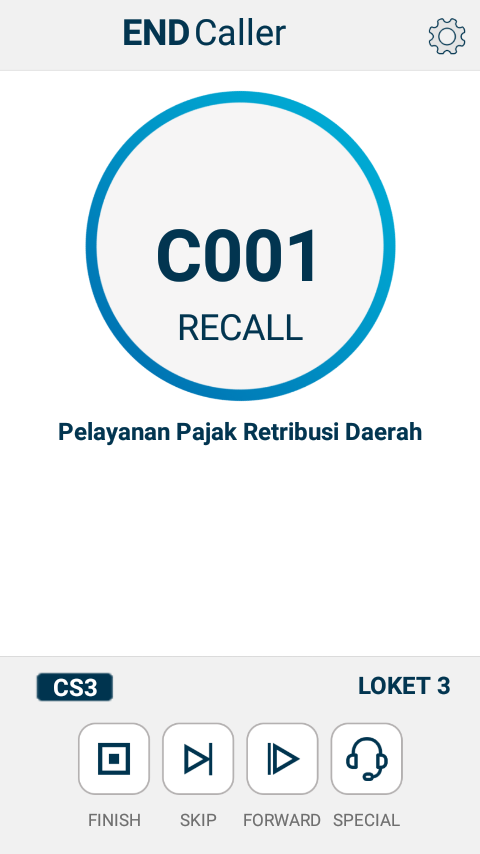 END Caller
C001
RECALL
Pelayanan Pajak Retribusi Daerah
CS3
LOKET 3
FINISH
SKIP
FORWARD
SPECIAL